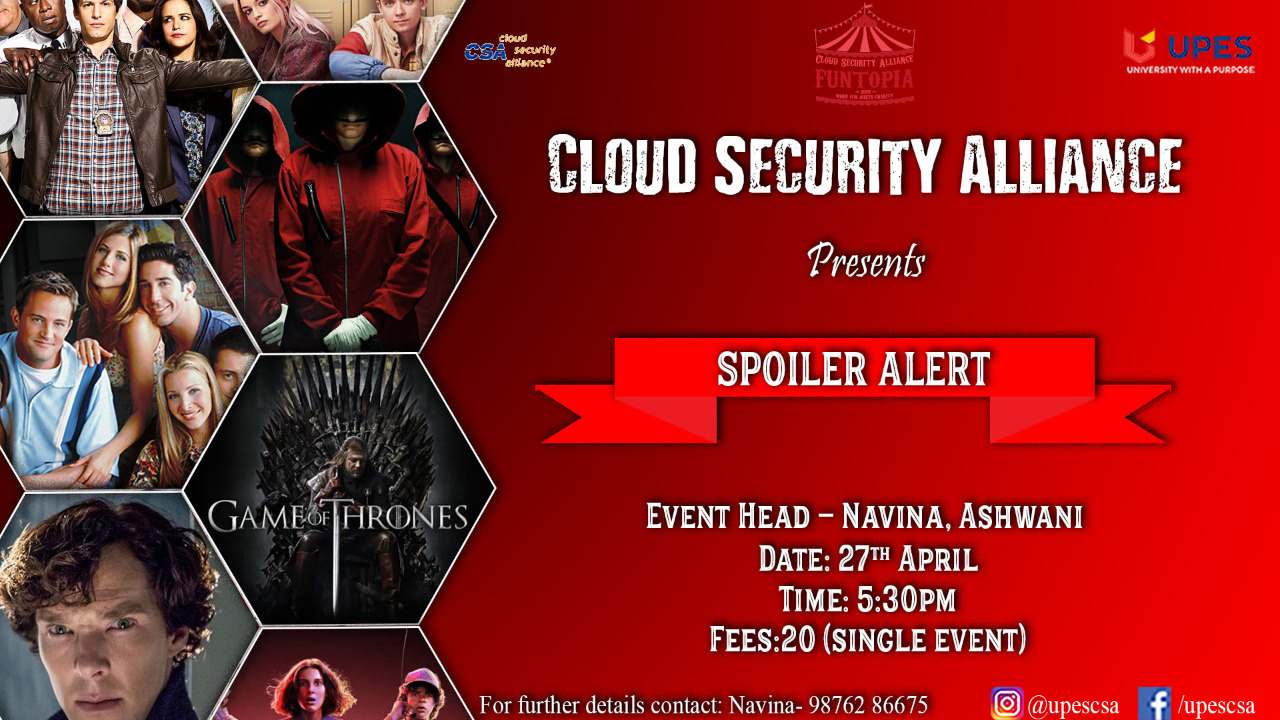 CSA cloud security alliance®
CLOUD SECURITY ALLIANCE
FUNTOPIA
UPES
UNIVERSITY WITH A PURPOSE
CLOUD SECURITY ALLIANCE
Presents
SPOILER ALERT
GAME OF THRONES
EVENT HEAD – NAVINA, ASHWANI
DATE: 27TH APRIL
TIME: 5:30PM
FEES:20 (SINGLE EVENT)
For further details contact: Navina- 98762 86675
@upescsa
/upescsa